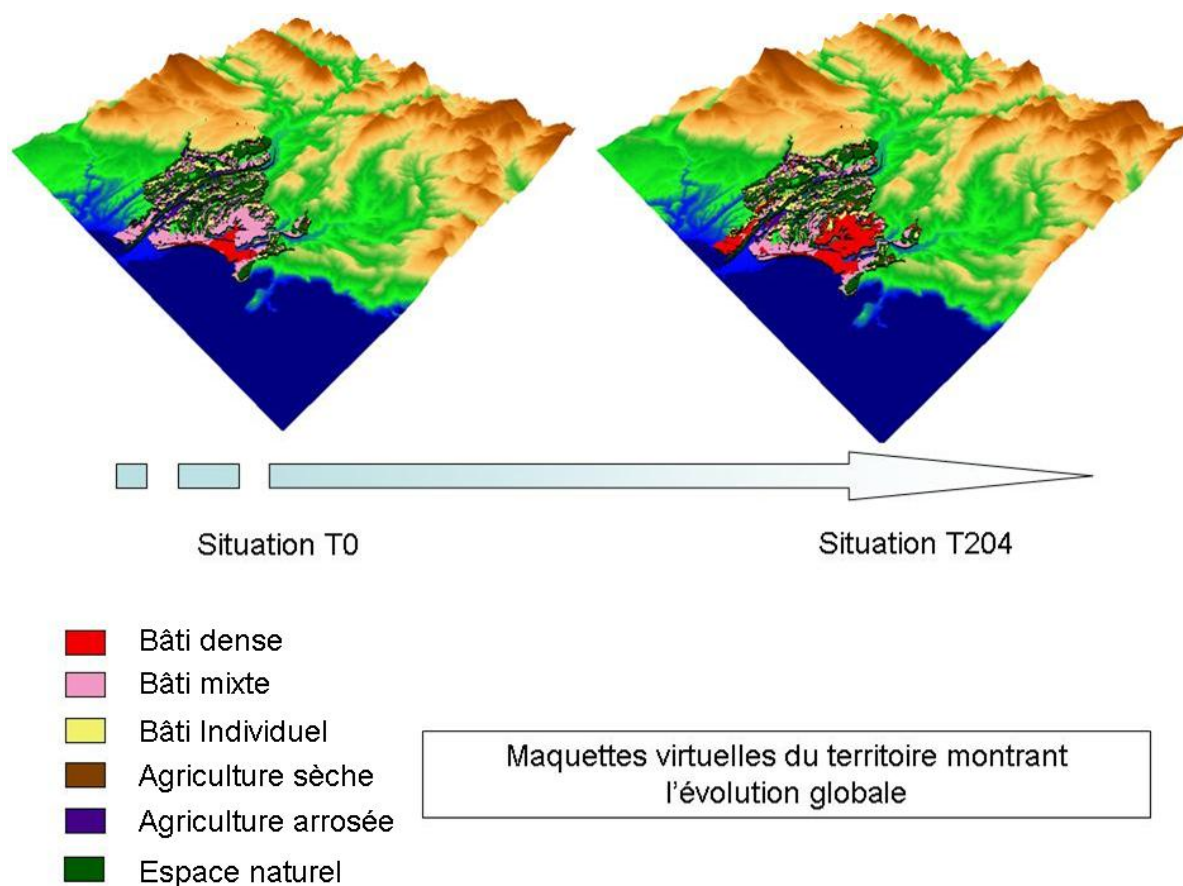 Situation T0
Situation T204
Bâti dense
Bâti mixte
Bâti Individuel
Agriculture sèche
Agriculture arrosée
Espace naturel
Maquettes virtuelles du territoire montrant
l'évolution globale